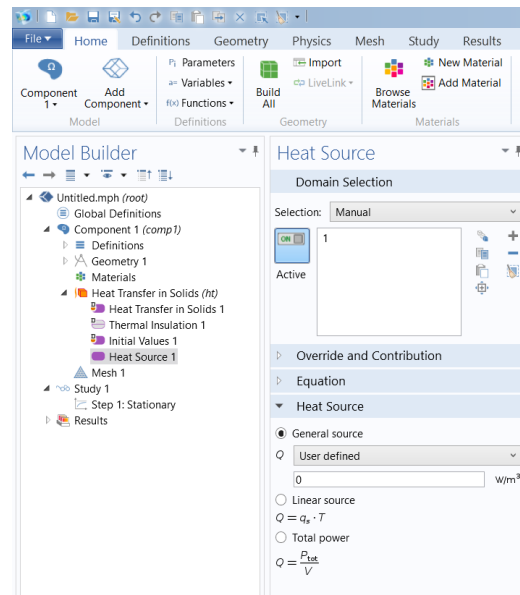 File
Home
Definitions
Geometry
Physics
Mesh
Study
Results
Component
1
Add
Component
Model
Pi Parameters
a= Variables
f(x) Functions
Definitions
Build
All
Import
LiveLink
Geometry
Browse
Materials
New Material
Add Material
Materials
Model Builder
Untitled.mph (root)
Global Definitions
Component 1 (comp1)
Definitions
Geometry 1
Materials
Heat Transfer in Solids (ht)
Heat Transfer in Solids 1
Thermal Insulation 1
Initial Values 1
Heat Source 1
Mesh 1
Study 1
Step 1: Stationary
Results
Heat Source
Domain Selection
Selection: Manual
ON
1
Active
Override and Contribution
Equation
Heat Source
General source
Q User defined
0 W/m³
Linear source
Q = qs · T
Total power
Q = Ptot
V